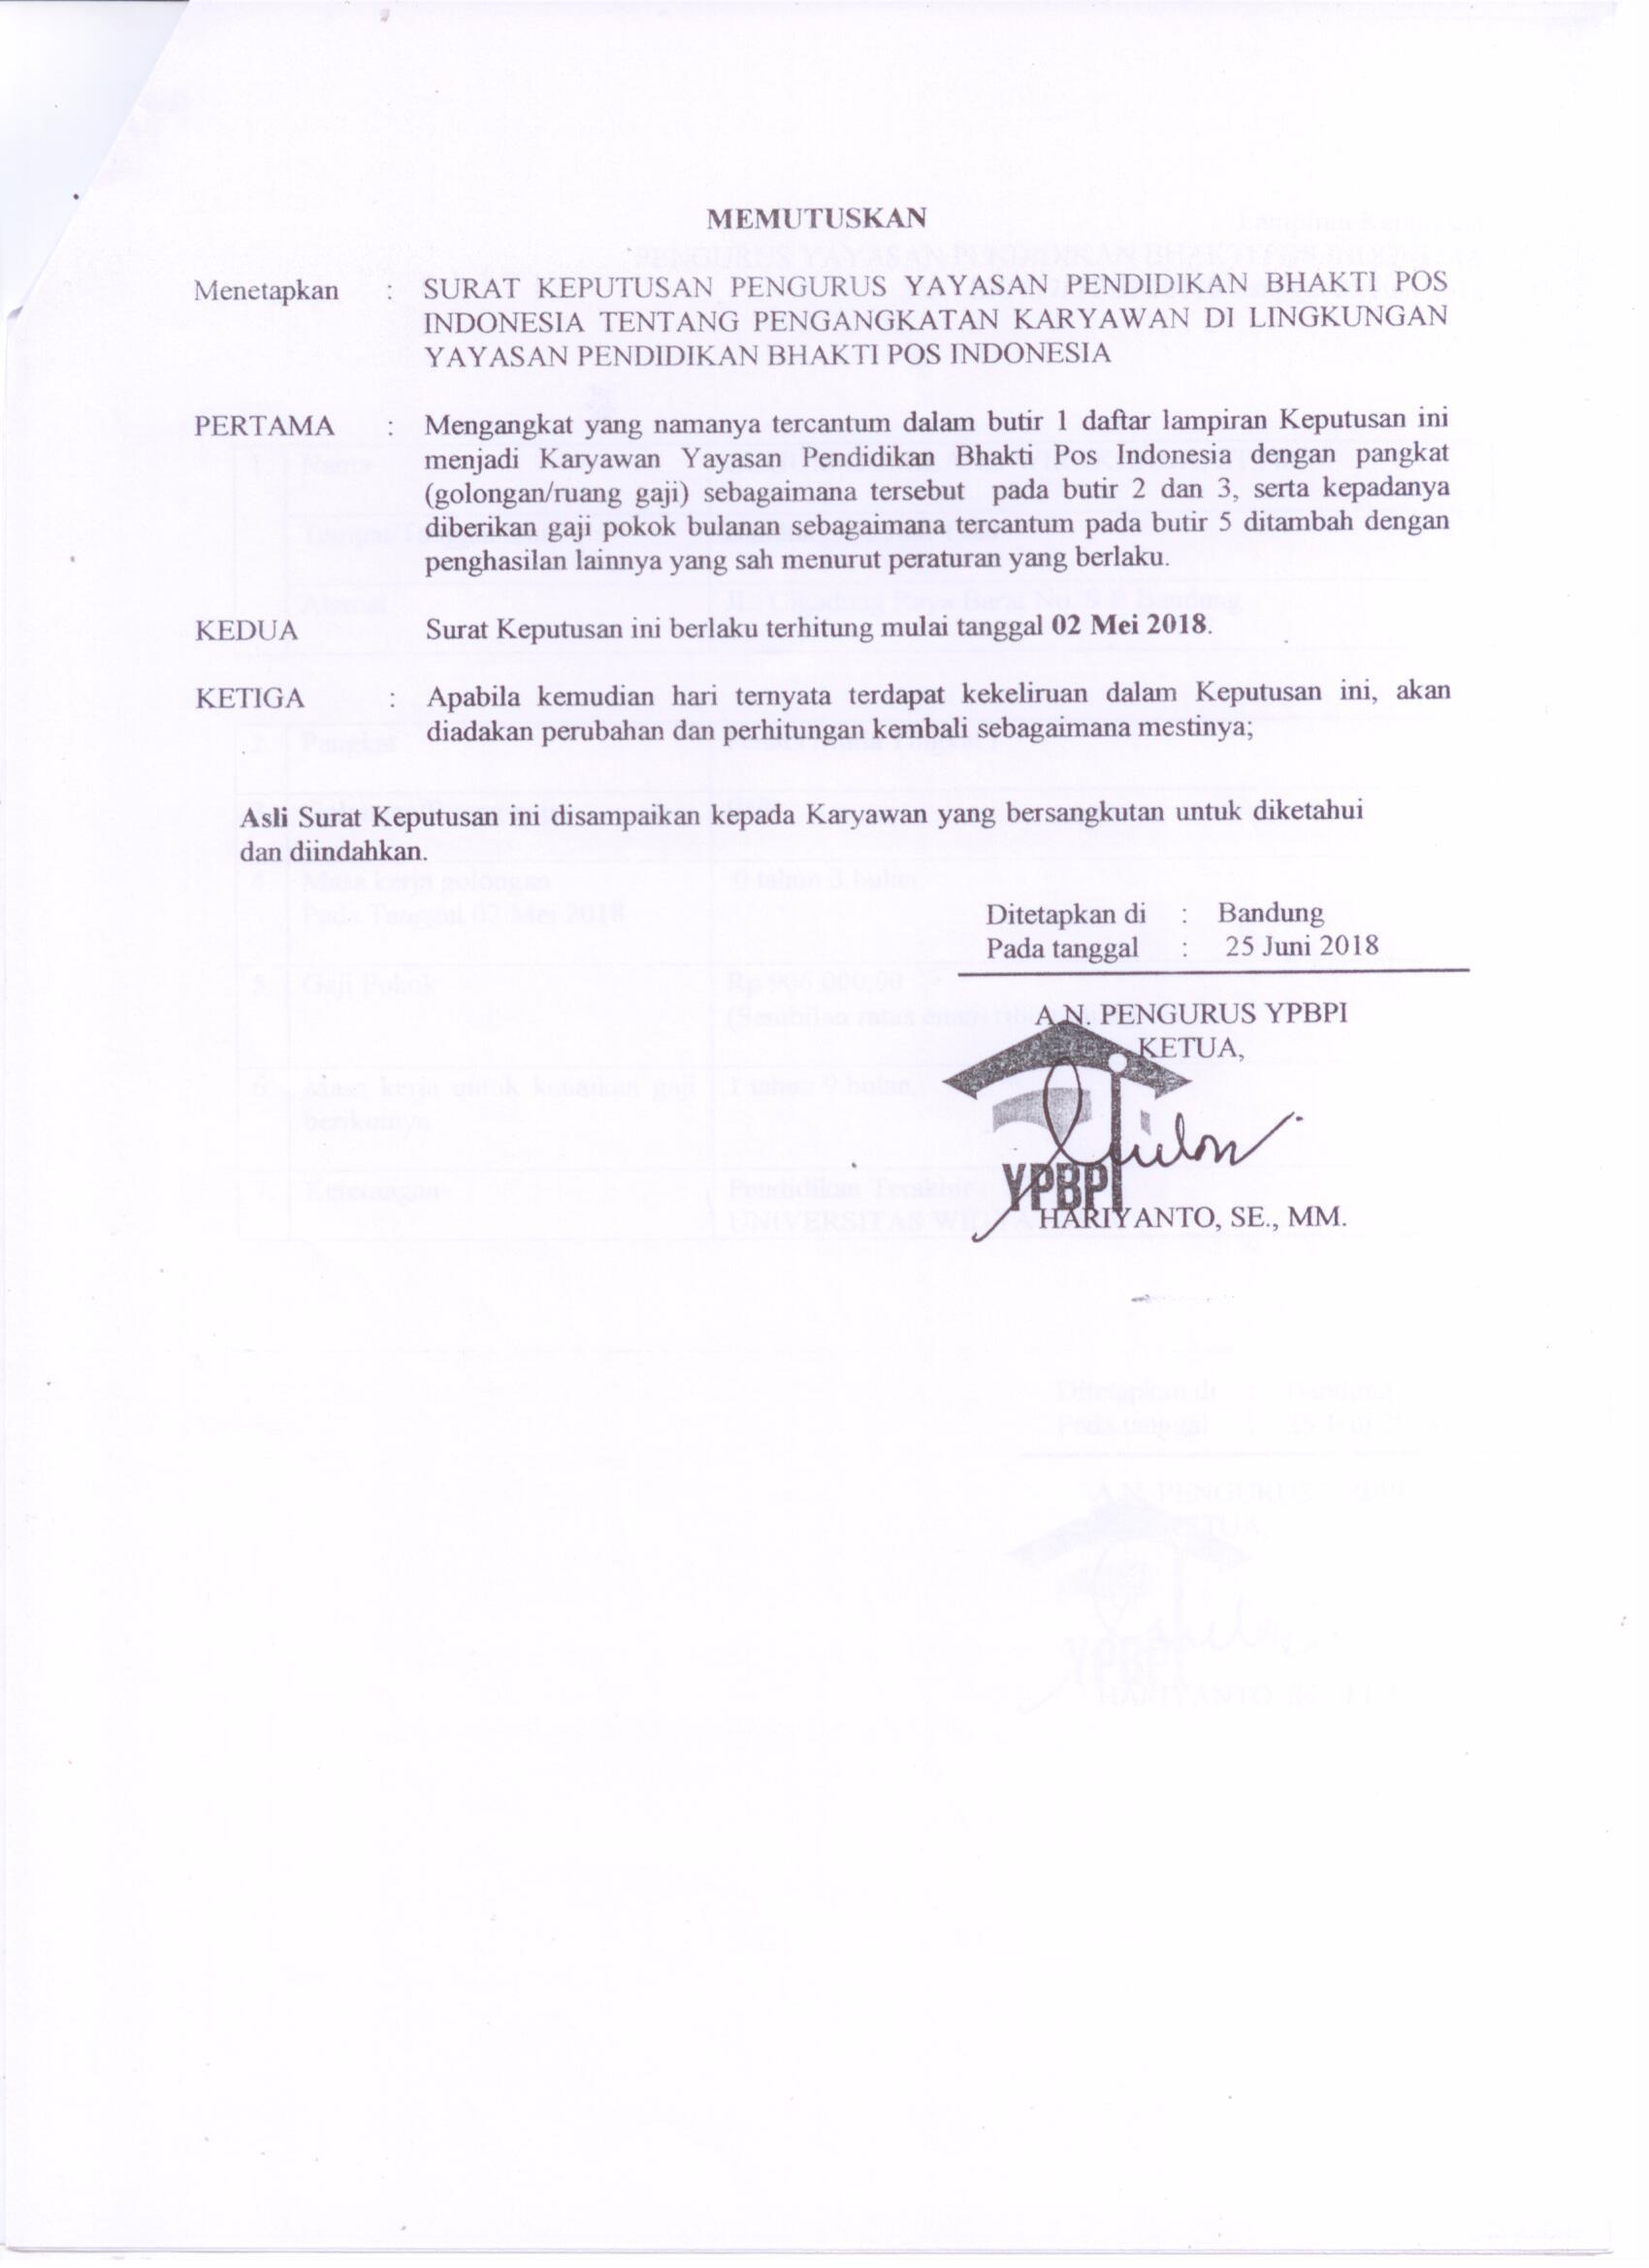 MEMUTUSKAN
Menetapkan : SURAT KEPUTUSAN PENGURUS YAYASAN PENDIDIKAN BHAKTI POS
INDONESIA TENTANG PENGANGKATAN KARYAWAN DI LINGKUNGAN
YAYASAN PENDIDIKAN BHAKTI POS INDONESIA
PERTAMA : Mengangkat yang namanya tercantum dalam butir 1 daftar lampiran Keputusan ini
menjadi Karyawan Yayasan Pendidikan Bhakti Pos Indonesia dengan pangkat
(golongan/ruang gaji) sebagaimana tersebut pada butir 2 dan 3, serta kepadanya
diberikan gaji pokok bulanan sebagaimana tercantum pada butir 5 ditambah dengan
penghasilan lainnya yang sah menurut peraturan yang berlaku.
KEDUA Surat Keputusan ini berlaku terhitung mulai tanggal 02 Mei 2018.
KETIGA : Apabila kemudian hari ternyata terdapat kekeliruan dalam Keputusan ini, akan
diadakan perubahan dan perhitungan kembali sebagaimana mestinya;
Asli Surat Keputusan ini disampaikan kepada Karyawan yang bersangkutan untuk diketahui
dan diindahkan.
Ditetapkan di : Bandung
Pada tanggal : 25 Juni 2018
A.N. PENGURUS YPBPI
KETUA,
YPBPI
HARIYANTO, SE., MM.